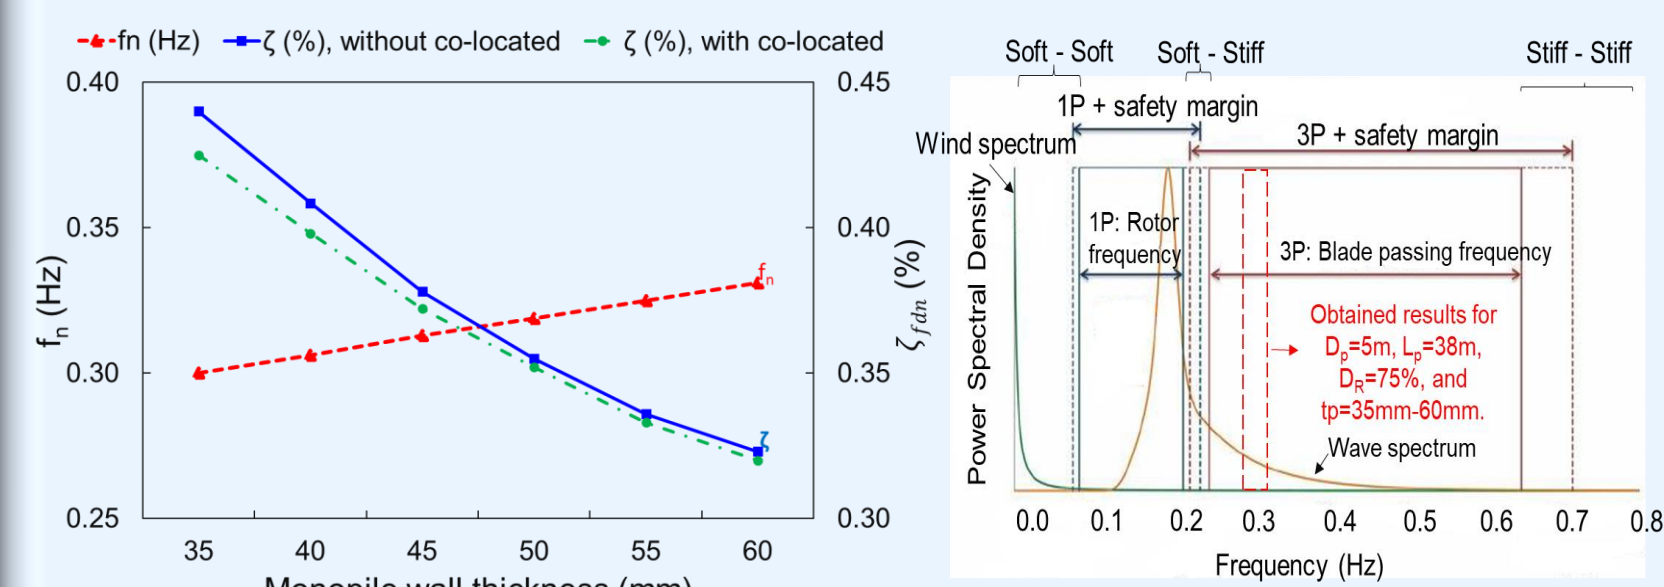 fn (Hz) ζ (%), without co-located ζ (%), with co-located
0.40
0.35
0.30
0.25
fn (Hz)
0.45
0.40
0.35
0.30
ζfdn (%)
fn
ζ
35 40 45 50 55 60
Monopile wall thickness (mm)
Soft - Soft Soft - Stiff Stiff - Stiff
1P + safety margin
3P + safety margin
Wind spectrum
Power Spectral Density
1P: Rotor
frequency
3P: Blade passing frequency
Obtained results for
Dp=5m, Lp=38m,
DR=75%, and
tp=35mm-60mm.
Wave spectrum
0.0 0.1 0.2 0.3 0.4 0.5 0.6 0.7 0.8
Frequency (Hz)